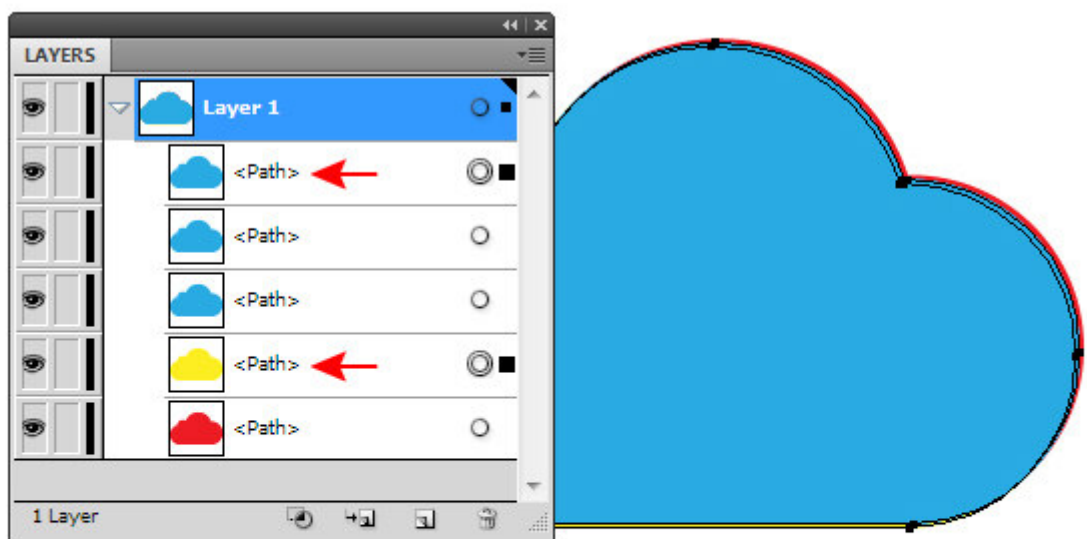 LAYERS
Layer 1
<Path>
<Path>
<Path>
<Path>
<Path>
1 Layer